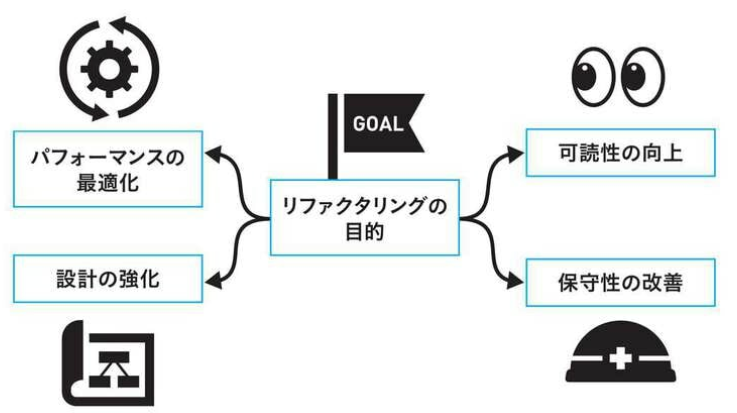 GOAL
リファクタリングの
目的
パフォーマンスの
最適化
設計の強化
可読性の向上
保守性の改善